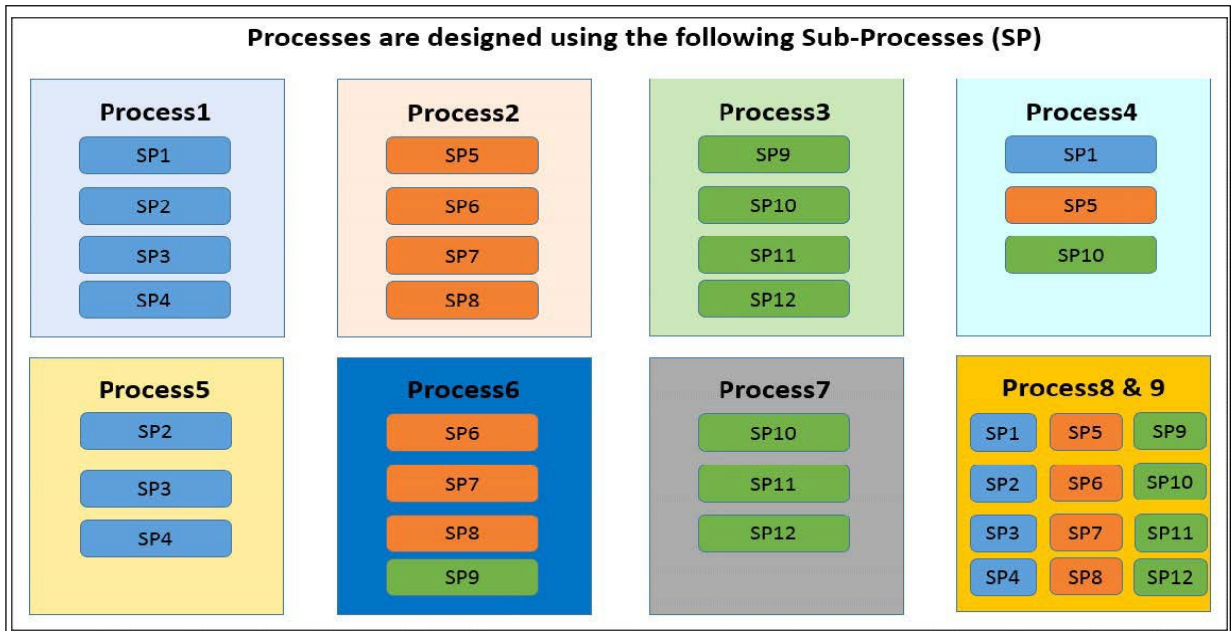 Processes are designed using the following Sub-Processes (SP)
Process1
SP1
SP2
SP3
SP4
Process2
SP5
SP6
SP7
SP8
Process3
SP9
SP10
SP11
SP12
Process4
SP1
SP5
SP10
Process5
SP2
SP3
SP4
Process6
SP6
SP7
SP8
SP9
Process7
SP10
SP11
SP12
Process8 & 9
SP1 SP5 SP9
SP2 SP6 SP10
SP3 SP7 SP11
SP4 SP8 SP12